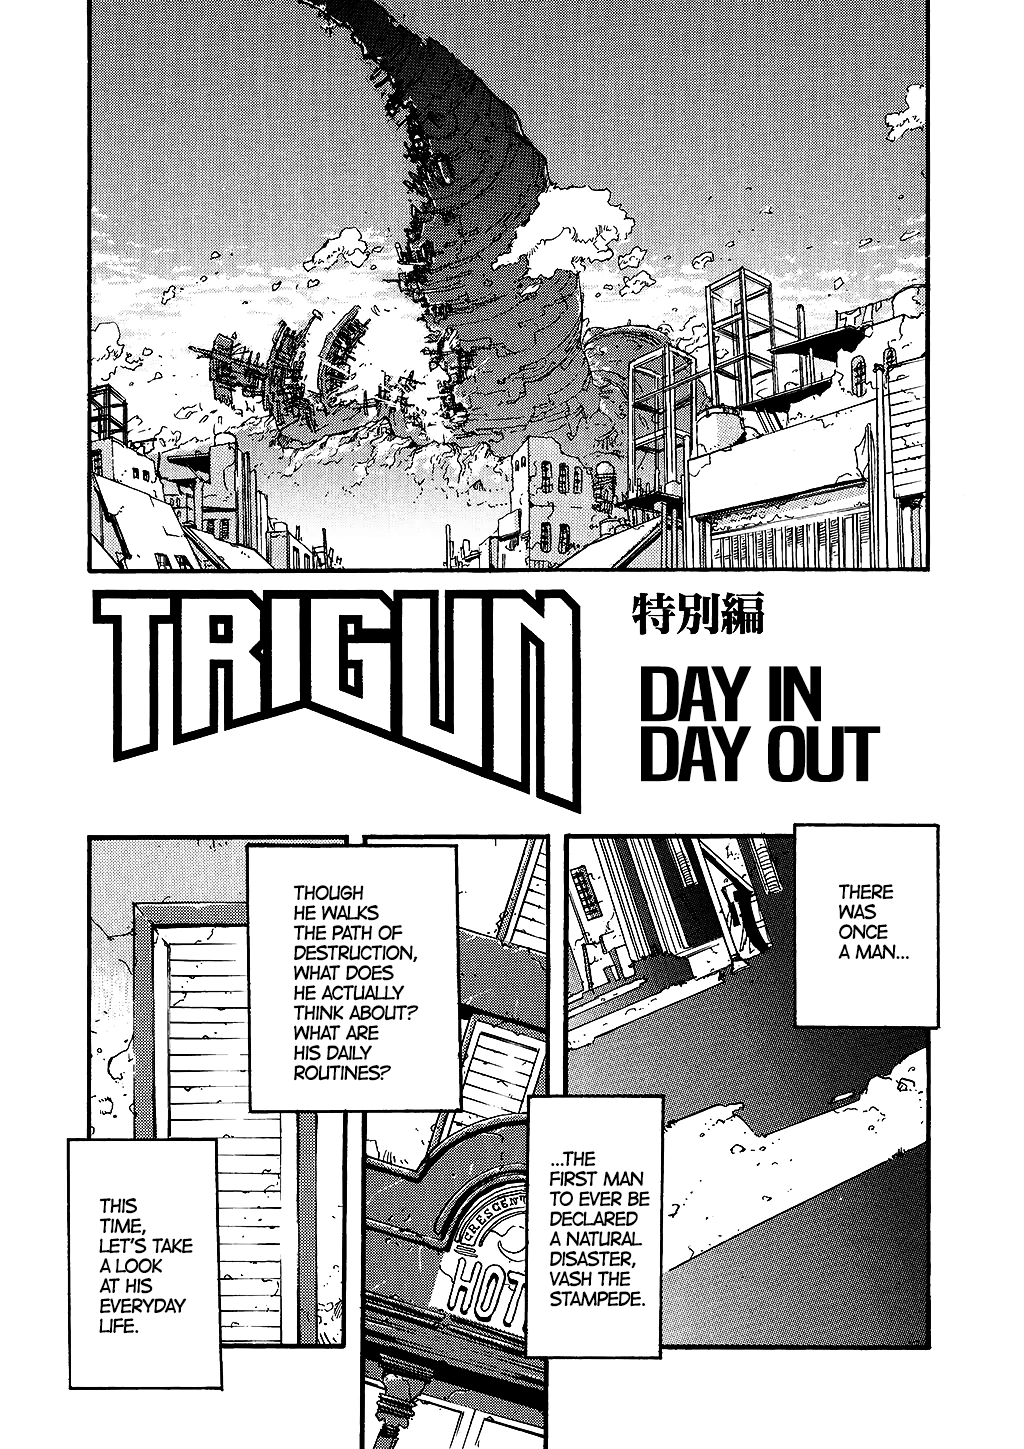 TRIGUN
特別編
DAY IN
DAY OUT
THERE
WAS
ONCE
A MAN...
...THE
FIRST MAN
TO EVER BE
DECLARED
A NATURAL
DISASTER,
VASH THE
STAMPEDE.
CRESCENT
HOT
THOUGH
HE WALKS
THE PATH OF
DESTRUCTION,
WHAT DOES
HE ACTUALLY
THINK ABOUT?
WHAT ARE
HIS DAILY
ROUTINES?
THIS
TIME,
LET'S TAKE
A LOOK
AT HIS
EVERYDAY
LIFE.